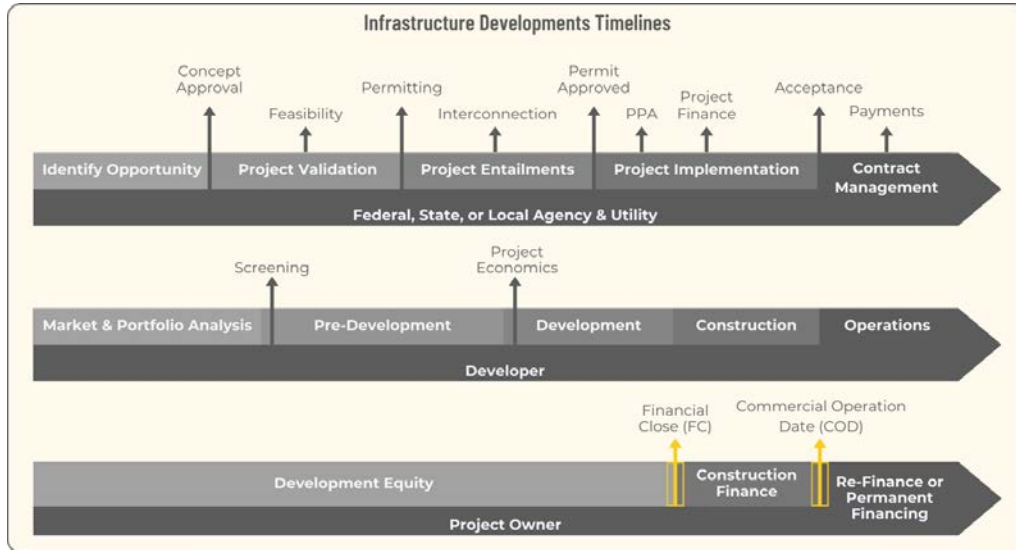 Infrastructure Developments Timelines
Concept
Approval
Feasibility
Permitting
Interconnection
Permit
Approved
PPA
Project
Finance
Acceptance
Payments
Identify Opportunity
Project Validation
Project Entailments
Project Implementation
Contract
Management
Federal, State, or Local Agency & Utility
Screening
Project
Economics
Market & Portfolio Analysis
Pre-Development
Development
Construction
Operations
Developer
Financial
Close (FC)
Commercial Operation
Date (COD)
Development Equity
Construction
Finance
Re-Finance or
Permanent
Financing
Project Owner